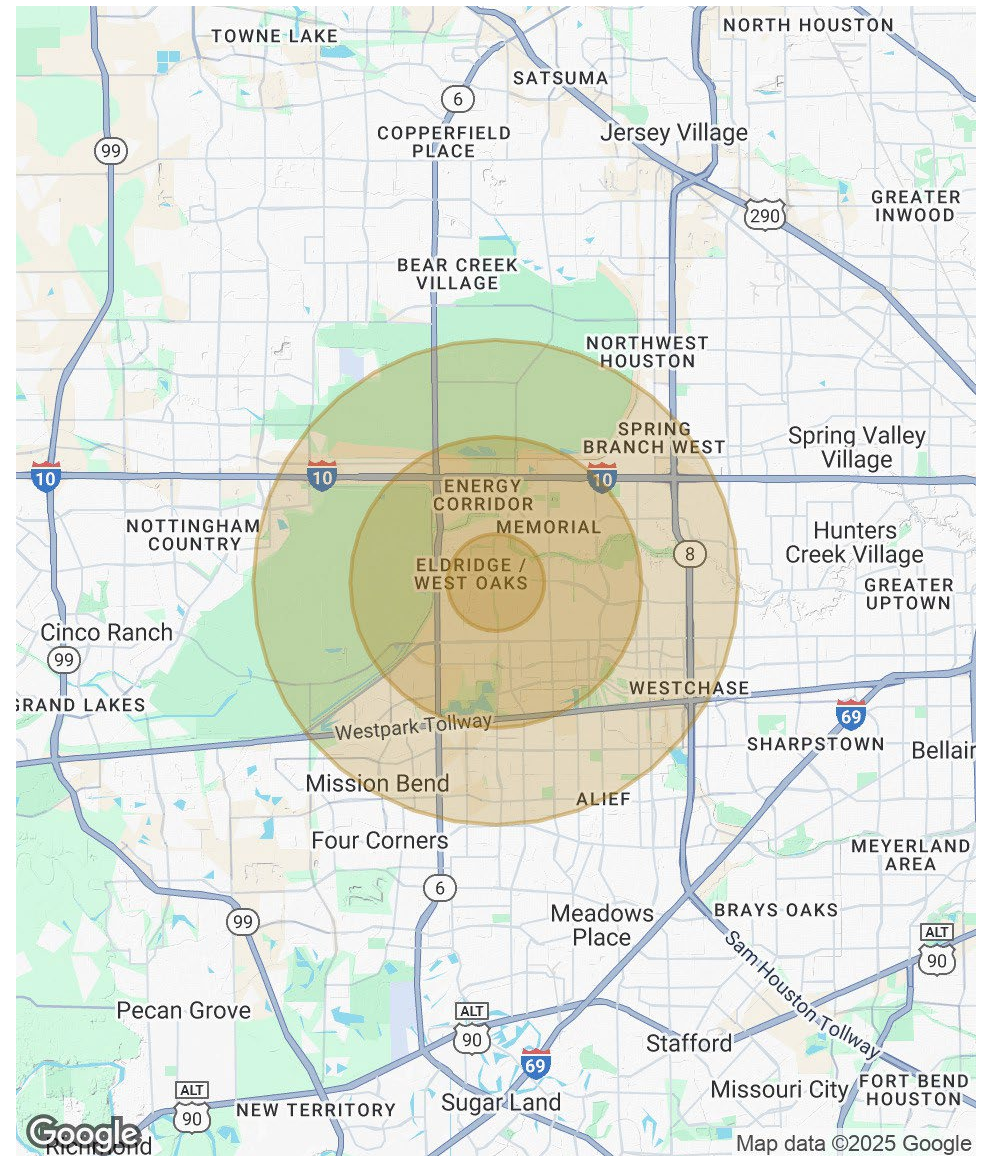 TOWNE LAKE
NORTH HOUSTON
SATSUMA
6
COPPERFIELD
PLACE
Jersey Village
99
GREATER
INWOOD
290
BEAR CREEK
VILLAGE
NORTHWEST
HOUSTON
SPRING
BRANCH WEST
Spring Valley
Village
10
10
10
ENERGY
CORRIDOR
NOTTINGHAM
COUNTRY
MEMORIAL
Hunters
Creek Village
8
ELDRIDGE /
WEST OAKS
GREATER
UPTOWN
Cinco Ranch
99
GRAND LAKES
WESTCHASE
69
Westpark Tollway
SHARPSTOWN
Bellair
Mission Bend
ALIEF
Four Corners
MEYERLAND
AREA
6
99
Meadows
Place
BRAYS OAKS
ALT
90
Sam Houston Tollway
Pecan Grove
ALT
90
Stafford
69
ALT
90
Missouri City
FORT BEND
HOUSTON
NEW TERRITORY
Sugar Land
Google
Richmond
Map data ©2025 Google